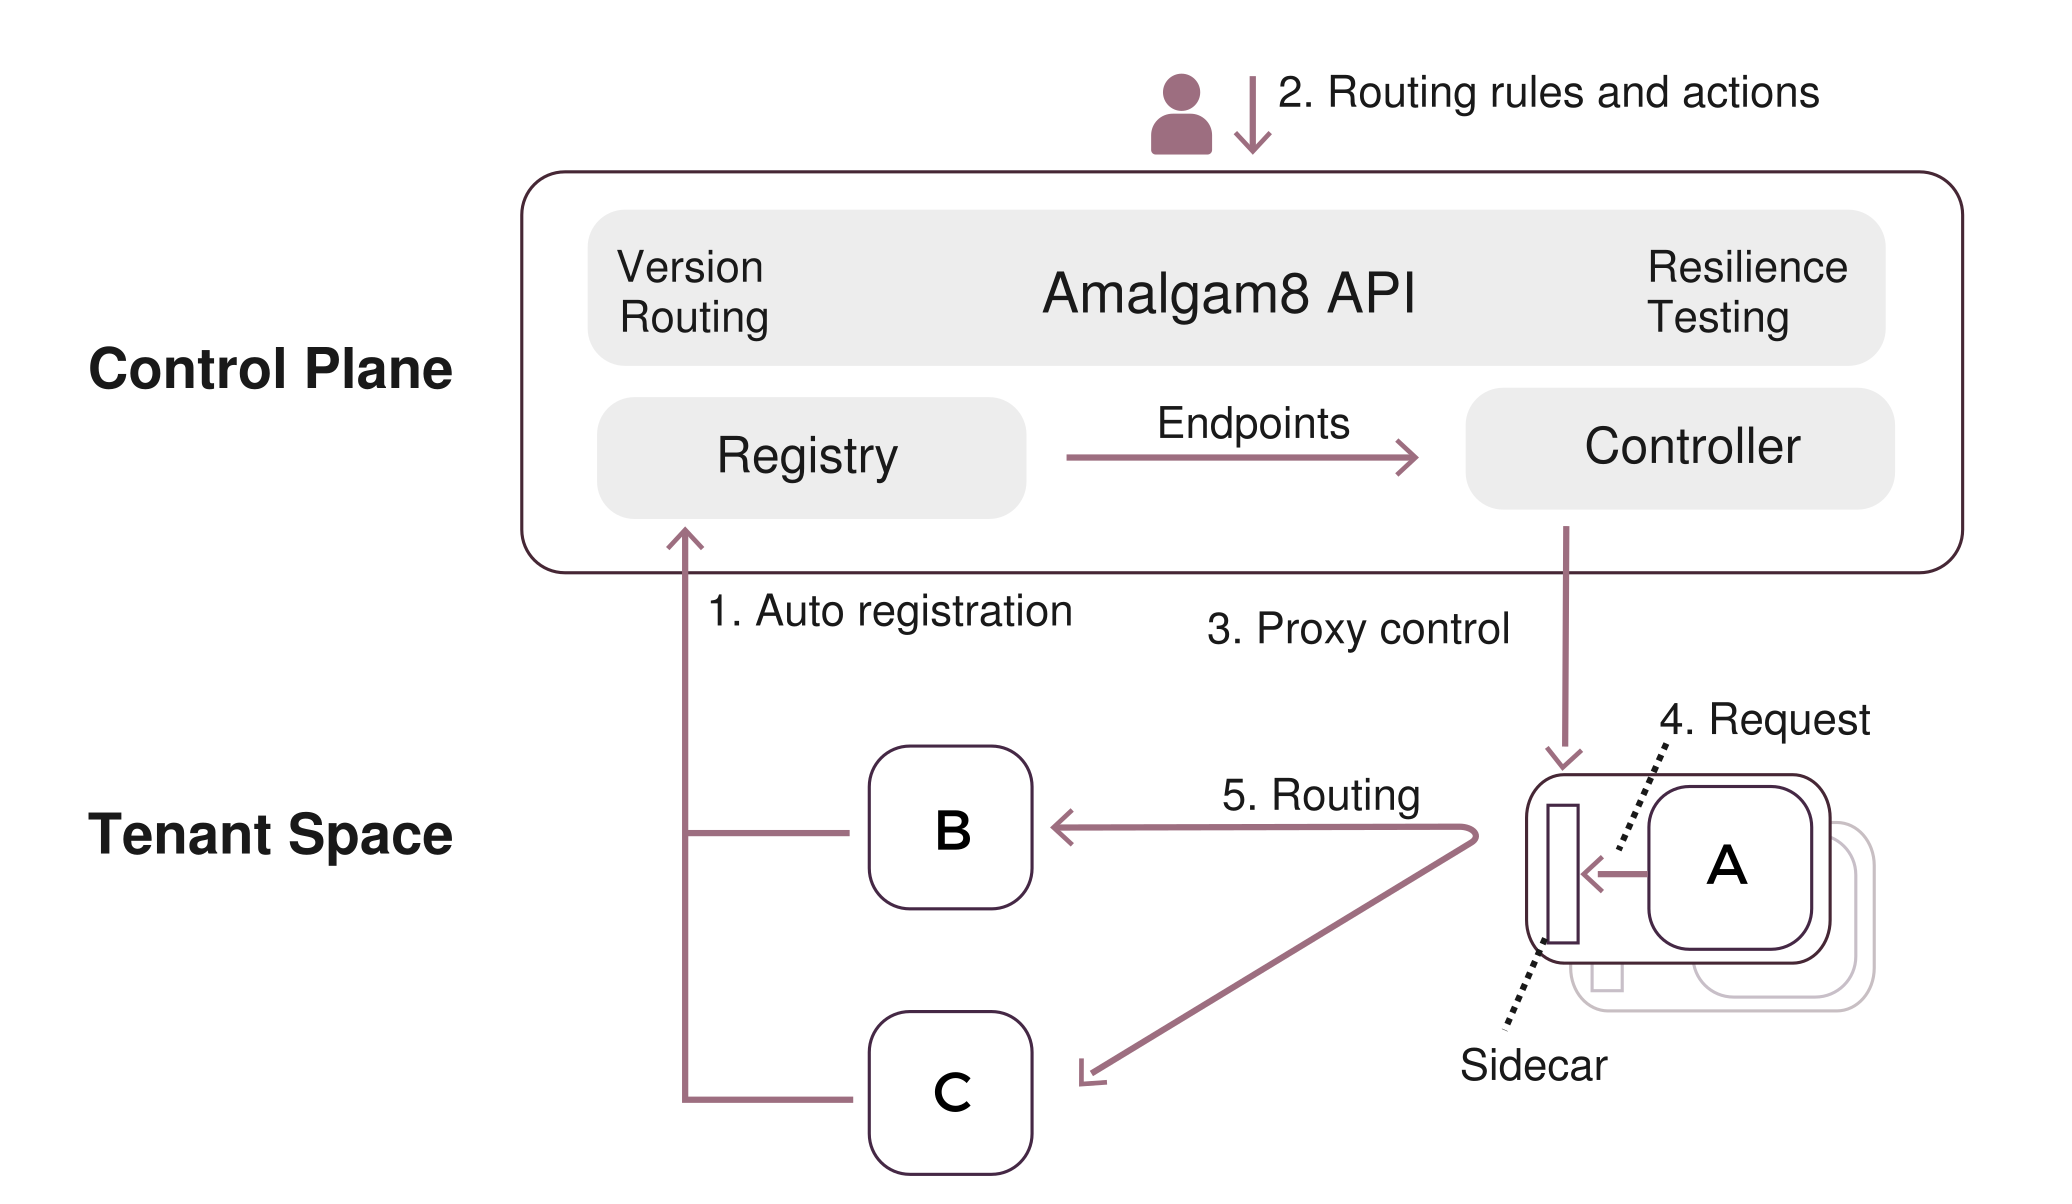 2. Routing rules and actions
Version
Routing
Amalgam8 API
Resilience
Testing
Control Plane
Registry
Endpoints
Controller
1. Auto registration
3. Proxy control
4. Request
5. Routing
Tenant Space
B
A
Sidecar
C